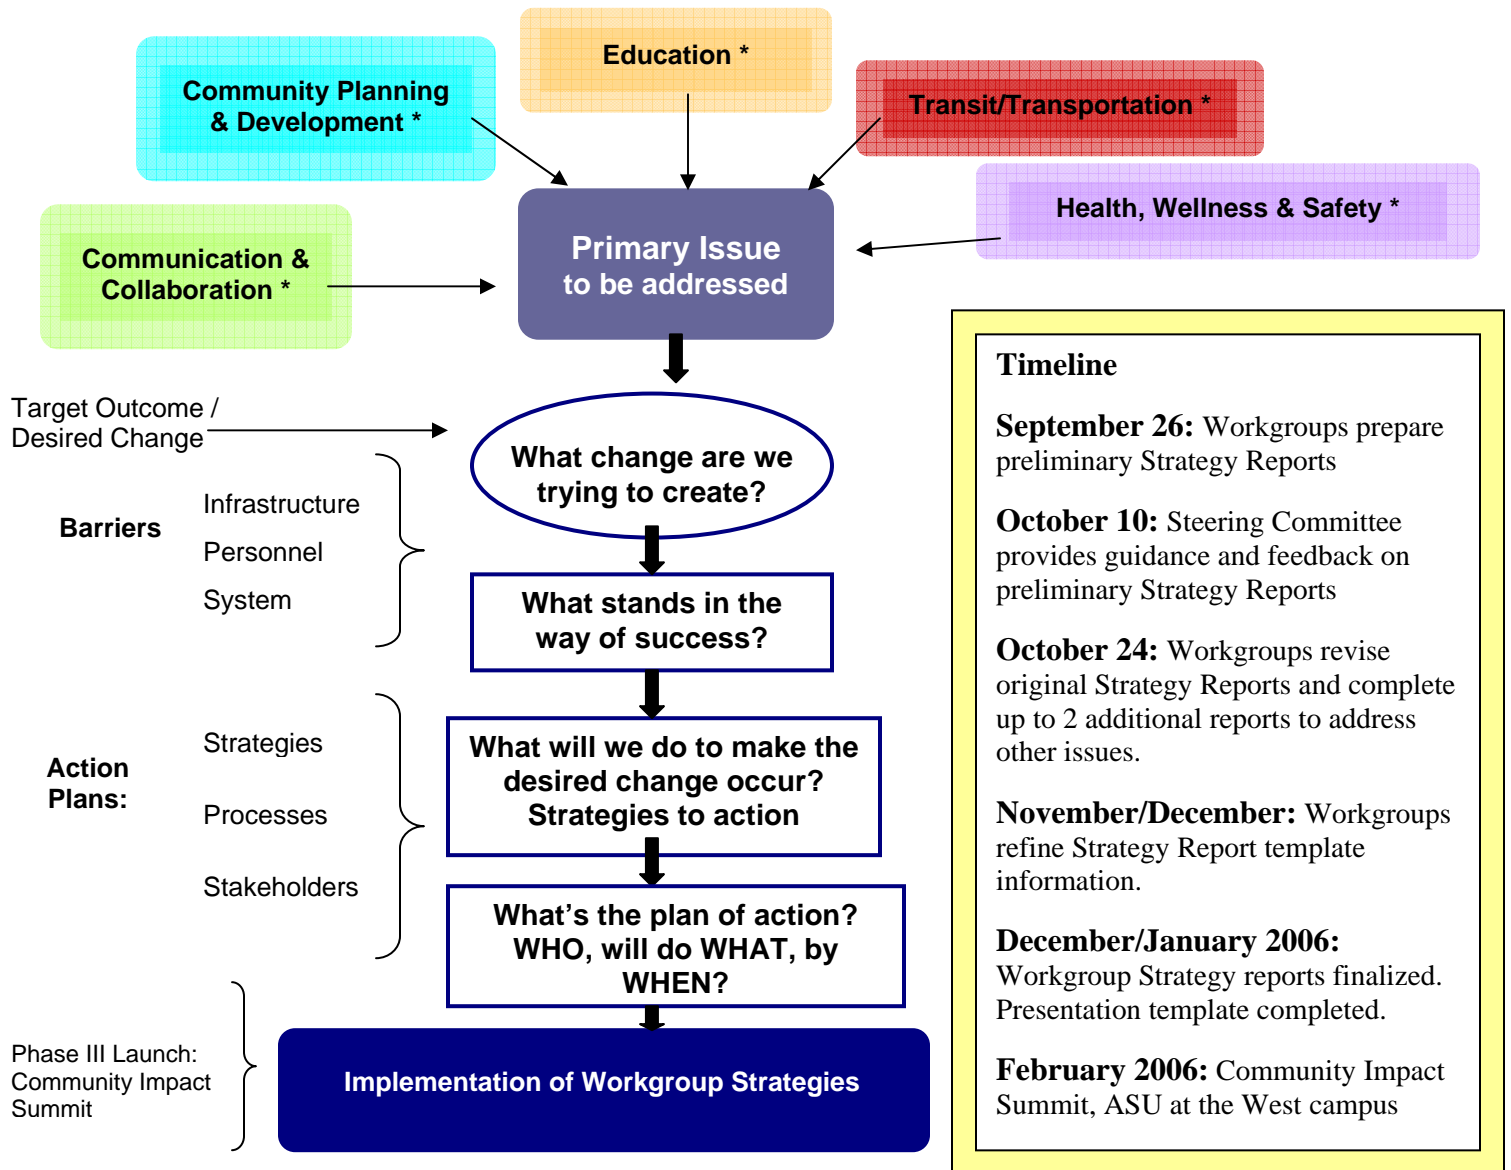 Education *
Community Planning
& Development *
Transit/Transportation *
Health, Wellness & Safety *
Communication &
Collaboration *
Primary Issue
to be addressed
Target Outcome /
Desired Change
What change are we
trying to create?
Barriers
Infrastructure
Personnel
System
What stands in the
way of success?
Action
Plans:
Strategies
Processes
Stakeholders
What will we do to make the
desired change occur?
Strategies to action
What’s the plan of action?
WHO, will do WHAT, by
WHEN?
Phase III Launch:
Community Impact
Summit
Implementation of Workgroup Strategies
Timeline
September 26: Workgroups prepare
preliminary Strategy Reports
October 10: Steering Committee
provides guidance and feedback on
preliminary Strategy Reports
October 24: Workgroups revise
original Strategy Reports and complete
up to 2 additional reports to address
other issues.
November/December: Workgroups
refine Strategy Report template
information.
December/January 2006:
Workgroup Strategy reports finalized.
Presentation template completed.
February 2006: Community Impact
Summit, ASU at the West campus